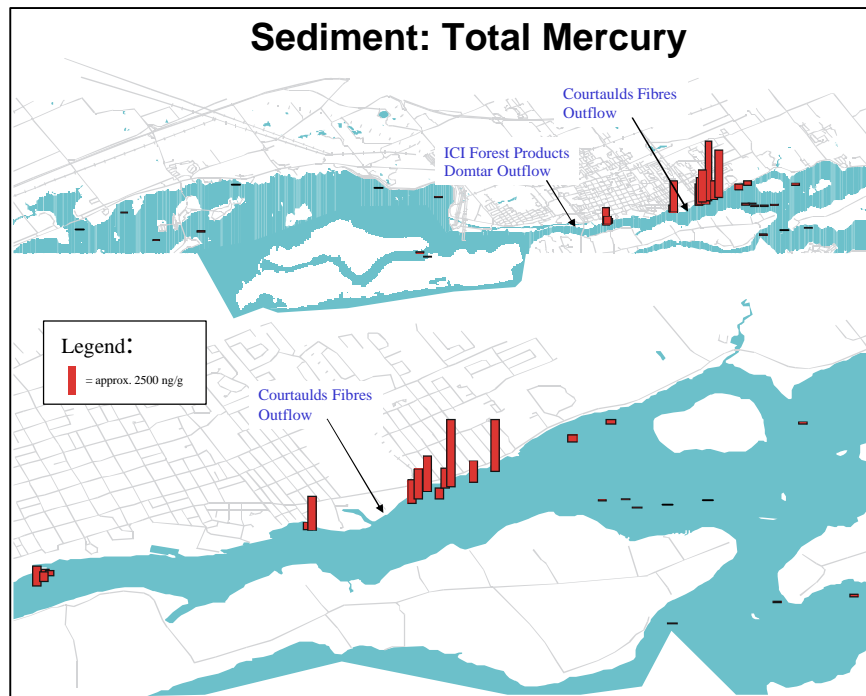 Sediment: Total Mercury
Courtaulds Fibres
Outflow
ICI Forest Products
Domtar Outflow
Legend:
= approx. 2500 ng/g
Courtaulds Fibres
Outflow